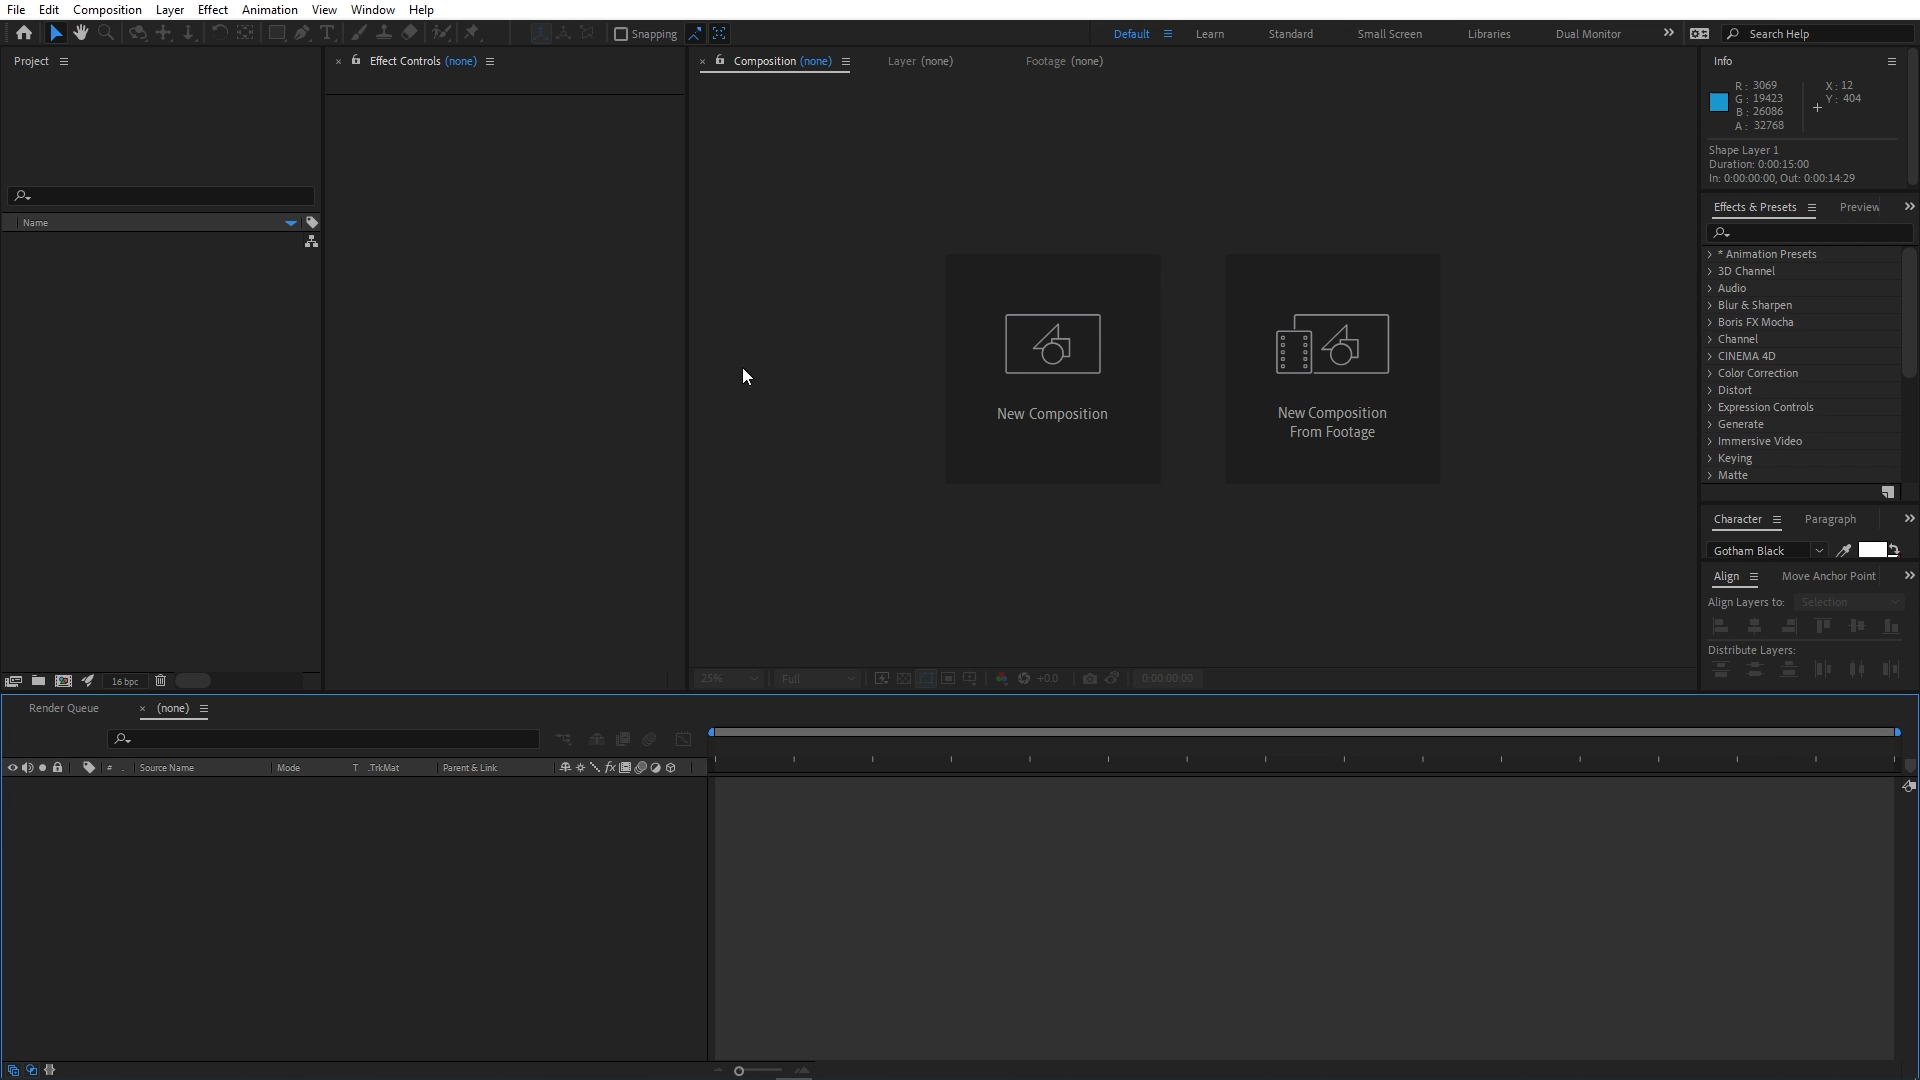 File Edit Composition Layer Effect Animation View Window Help
Snapping Default Learn Standard Small Screen Libraries Dual Monitor Search Help
Project
Effect Controls (none)
Composition (none) Layer (none) Footage (none)
Name
16 bpc
New Composition
New Composition
From Footage
25% Full +0.0 0:00:00:00
Info
R: 3069
G: 19423
B: 26086
A: 32768
X: 12
Y: 404
Shape Layer 1
Duration: 0:00:15:00
In: 0:00:00:00, Out: 0:00:14:29
Effects & Presets Preview
* Animation Presets
3D Channel
Audio
Blur & Sharpen
Boris FX Mocha
Channel
CINEMA 4D
Color Correction
Distort
Expression Controls
Generate
Immersive Video
Keying
Matte
Character Paragraph
Gotham Black
Align Move Anchor Point
Align Layers to: Selection
Distribute Layers:
Render Queue (none)
# Source Name Mode T .TrkMat Parent & Link fx